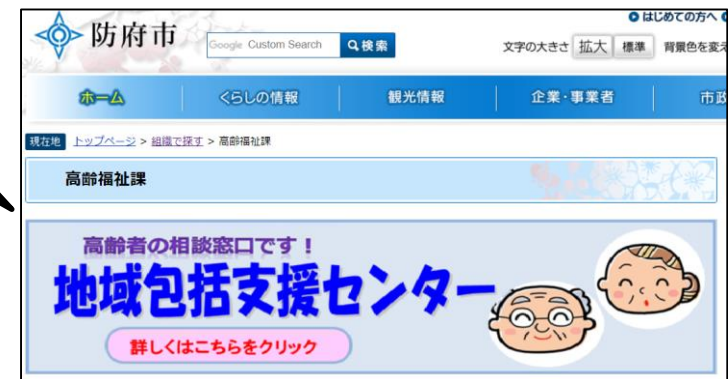 はじめての方へ
防府市
Google Custom Search
検索
文字の大きさ 拡大 標準 背景色を変え
ホーム くらしの情報 観光情報 企業・事業者 市政
現在地 トップページ > 組織で探す > 高齢福祉課
高齢福祉課
高齢者の相談窓口です！
地域包括支援センター
詳しくはこちらをクリック